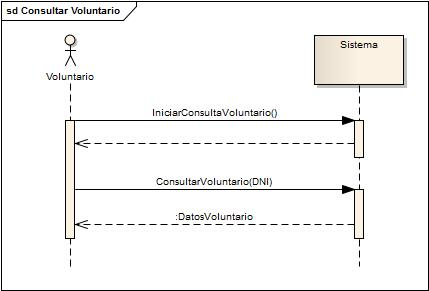 sd Consultar Voluntario
Voluntario
Sistema
IniciarConsultaVoluntario()
ConsultarVoluntario(DNI)
:DatosVoluntario